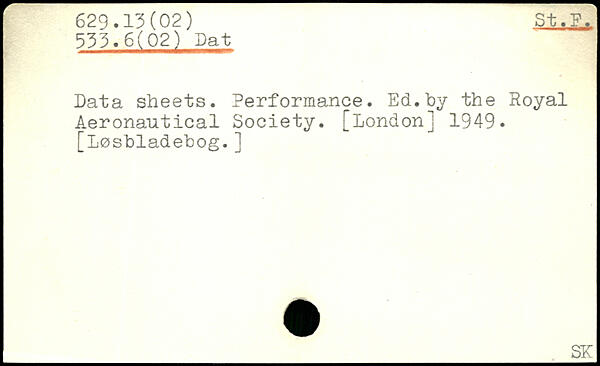 629.13(02) St.F.
533.6(02) Dat
Data sheets. Performance. Ed.by the Royal
Aeronautical Society. [London] 1949.
[Løsbladebog.]
SK